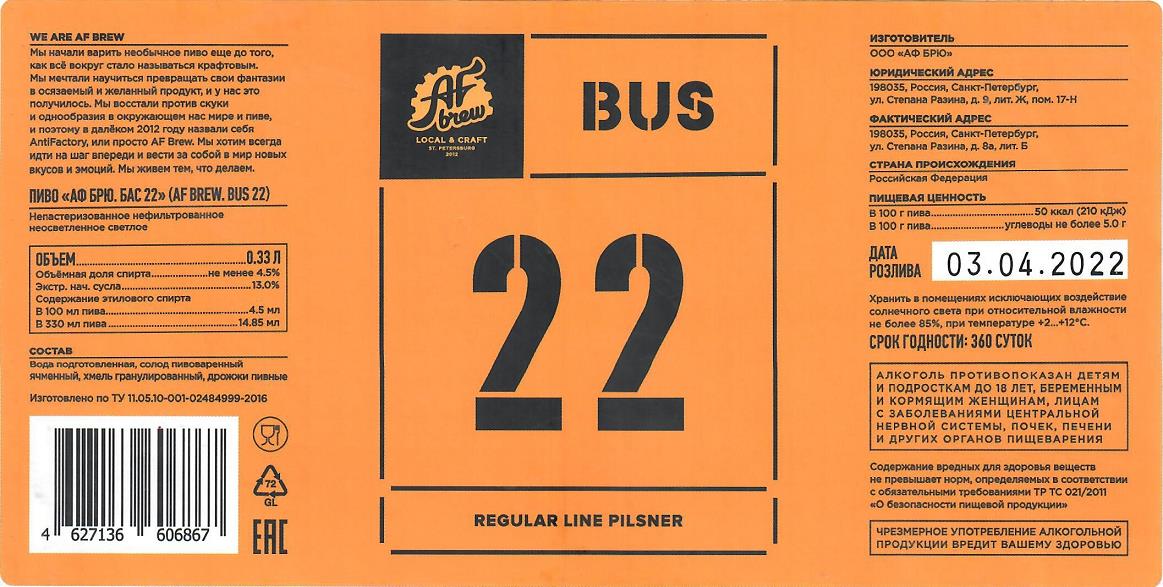 WE ARE AF BREW
Мы начали варить необычное пиво еще до того,
как всё вокруг стало называться крафтовым.
Мы мечтали научиться превращать свои фантазии
в осязаемый и желанный продукт, и у нас это
получилось. Мы восстали против скуки
и однообразия в окружающем нас мире и пиве,
и поэтому в далёком 2012 году назвали себя
AntiFactory, или просто AF Brew. Мы хотим всегда
идти на шаг впереди и вести за собой в мир новых
вкусов и эмоций. Мы живем тем, что делаем.
ПИВО «АФ БРЮ. БАС 22» (AF BREW. BUS 22)
Непастеризованное нефильтрованное
неосветленное светлое
ОБЪЕМ 0.33 Л
Объёмная доля спирта не менее 4.5%
Экстр. нач. сусла 13.0%
Содержание этилового спирта
В 100 мл пива 4.5 мл
В 330 мл пива 14.85 мл
СОСТАВ
Вода подготовленная, солод пивоваренный
ячменный, хмель гранулированный, дрожжи пивные
Изготовлено по ТУ 11.05.10-001-02484999-2016
4 627136 606867
72
GL
EAC
AF
brew
LOCAL & CRAFT
ST. PETERSBURG
2012
BUS
22
REGULAR LINE PILSNER
ИЗГОТОВИТЕЛЬ
ООО «АФ БРЮ»
ЮРИДИЧЕСКИЙ АДРЕС
198035, Россия, Санкт-Петербург,
ул. Степана Разина, д. 9, лит. Ж, пом. 17-Н
ФАКТИЧЕСКИЙ АДРЕС
198035, Россия, Санкт-Петербург,
ул. Степана Разина, д. 8а, лит. Б
СТРАНА ПРОИСХОЖДЕНИЯ
Российская Федерация
ПИЩЕВАЯ ЦЕННОСТЬ
В 100 г пива 50 ккал (210 кДж)
В 100 г пива углеводы не более 5.0 г
ДАТА
РОЗЛИВА 03.04.2022
Хранить в помещениях исключающих воздействие
солнечного света при относительной влажности
не более 85%, при температуре +2...+12°С.
СРОК ГОДНОСТИ: 360 СУТОК
АЛКОГОЛЬ ПРОТИВОПОКАЗАН ДЕТЯМ
И ПОДРОСТКАМ ДО 18 ЛЕТ, БЕРЕМЕННЫМ
И КОРМЯЩИМ ЖЕНЩИНАМ, ЛИЦАМ
С ЗАБОЛЕВАНИЯМИ ЦЕНТРАЛЬНОЙ
НЕРВНОЙ СИСТЕМЫ, ПОЧЕК, ПЕЧЕНИ
И ДРУГИХ ОРГАНОВ ПИЩЕВАРЕНИЯ
Содержание вредных для здоровья веществ
не превышает норм, определяемых в соответствии
с обязательными требованиями ТР ТС 021/2011
«О безопасности пищевой продукции»
ЧРЕЗМЕРНОЕ УПОТРЕБЛЕНИЕ АЛКОГОЛЬНОЙ
ПРОДУКЦИИ ВРЕДИТ ВАШЕМУ ЗДОРОВЬЮ